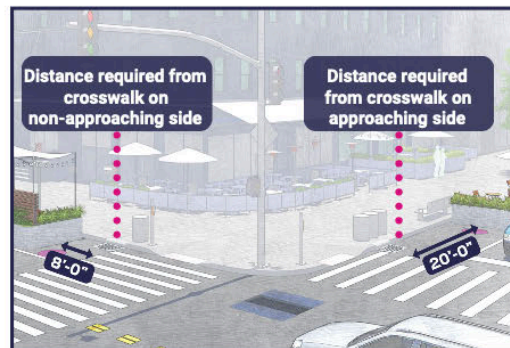 Distance required from
crosswalk on
non-approaching side
Distance required
from crosswalk on
approaching side
8'-0"
20'-0"